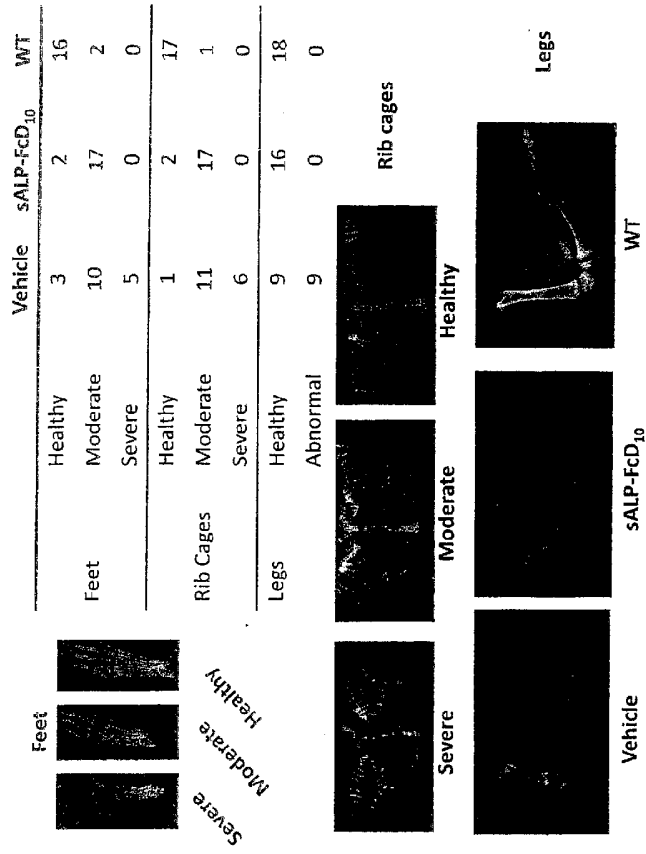 Feet
Severe Moderate Healthy
Vehicle sALP-FcD₁₀ WT
Healthy 3 2 16
Feet Moderate 10 17 2
Severe 5 0 0
Healthy 1 2 17
Rib Cages Moderate 11 17 1
Severe 6 0 0
Legs Healthy 9 16 18
Abnormal 9 0 0
Rib cages
Severe Moderate Healthy
Legs
Vehicle sALP-FcD₁₀ WT